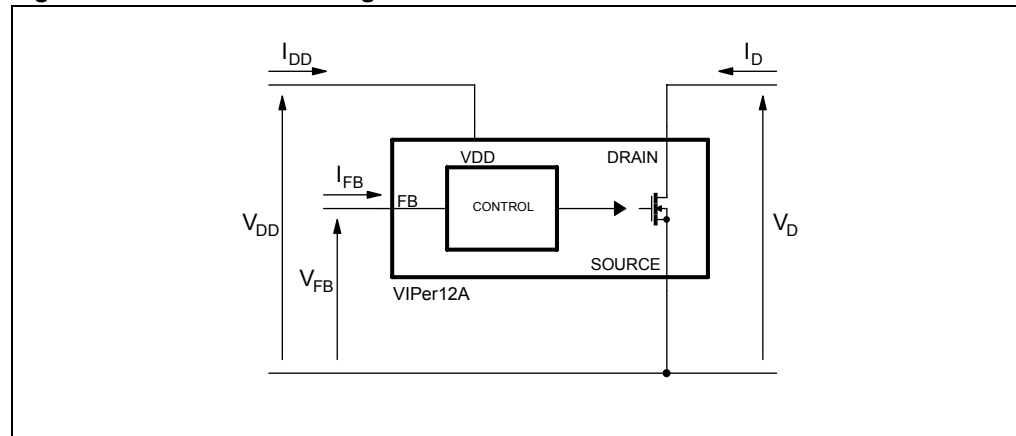 I_DD
I_D
VDD
DRAIN
I_FB
FB
CONTROL
V_DD
V_D
V_FB
SOURCE
VIPer12A